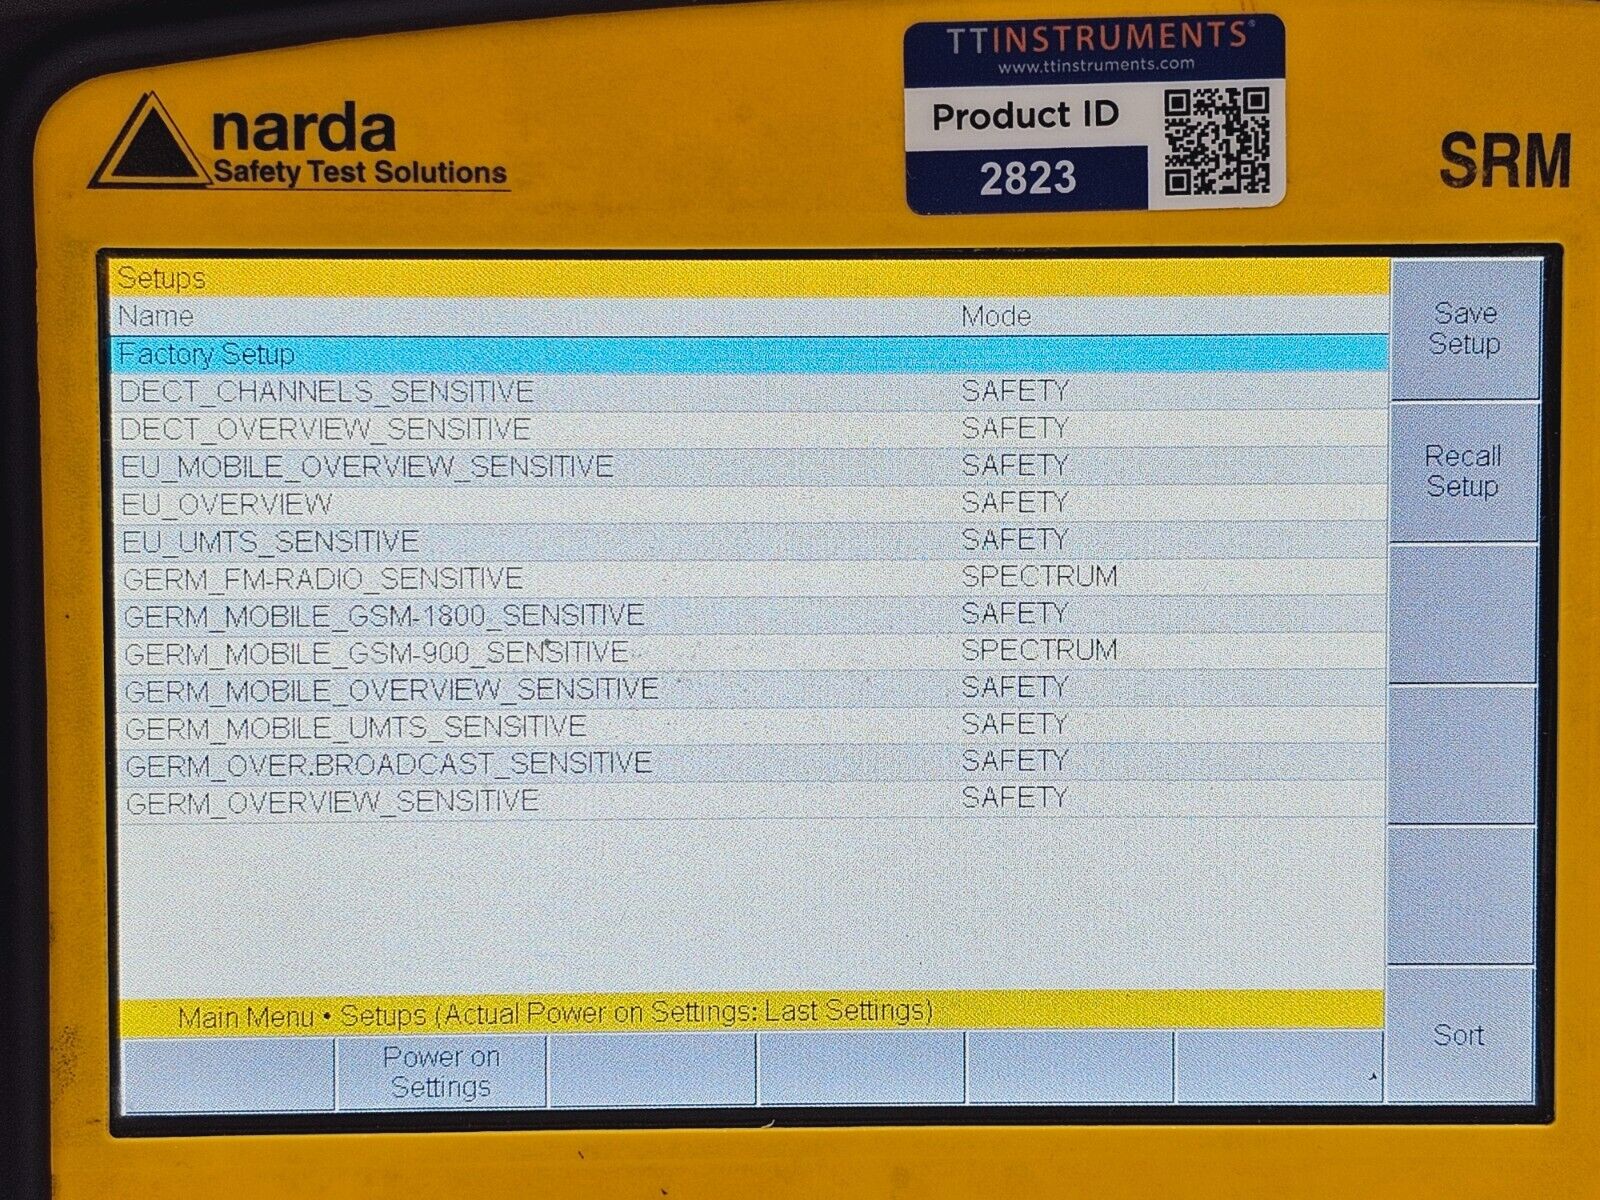 TTINSTRUMENTS®
www.ttinstruments.com
Product ID
2823
narda
Safety Test Solutions
SRM
Setups
Name Mode
Factory Setup
DECT_CHANNELS_SENSITIVE SAFETY
DECT_OVERVIEW_SENSITIVE SAFETY
EU_MOBILE_OVERVIEW_SENSITIVE SAFETY
EU_OVERVIEW SAFETY
EU_UMTS_SENSITIVE SAFETY
GERM_FM-RADIO_SENSITIVE SPECTRUM
GERM_MOBILE_GSM-1800_SENSITIVE SAFETY
GERM_MOBILE_GSM-900_SENSITIVE SPECTRUM
GERM_MOBILE_OVERVIEW_SENSITIVE SAFETY
GERM_MOBILE_UMTS_SENSITIVE SAFETY
GERM_OVER.BROADCAST_SENSITIVE SAFETY
GERM_OVERVIEW_SENSITIVE SAFETY
Main Menu • Setups (Actual Power on Settings: Last Settings)
Power on
Settings
Save
Setup
Recall
Setup
Sort